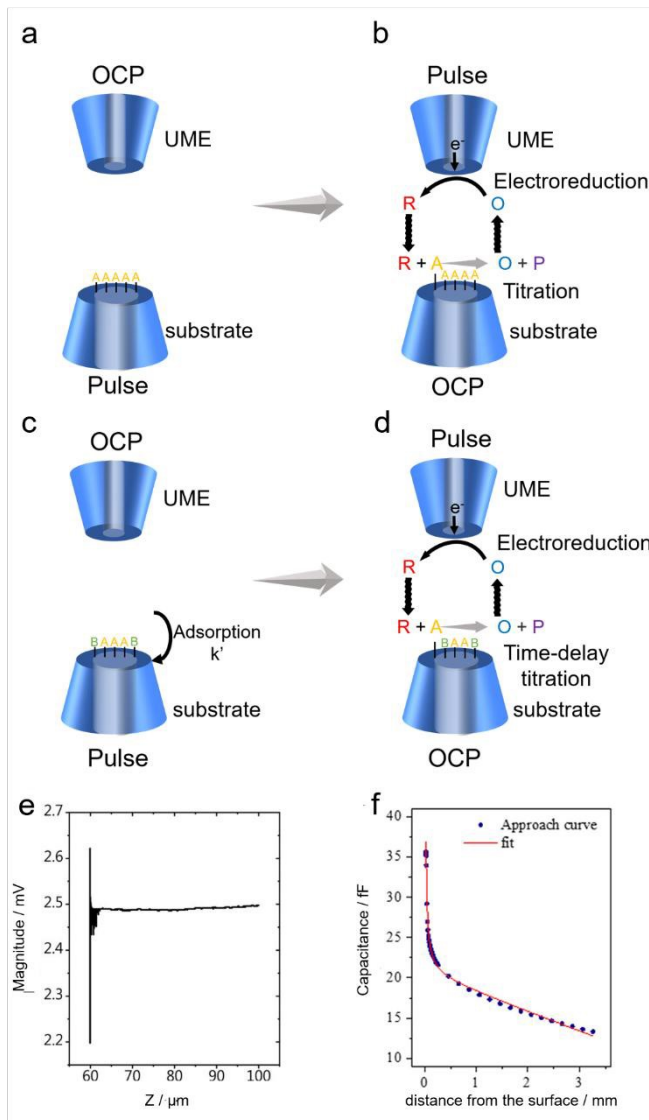 a
OCP
UME
AAAAA
substrate
Pulse
b
Pulse
UME
e-
Electroreduction
R
O
R + A
O + P
AAAA
Titration
substrate
OCP
c
OCP
UME
BAAAB
Adsorption
k'
substrate
Pulse
d
Pulse
UME
e-
Electroreduction
R
O
R + A
O + P
BAAB
Time-delay
titration
substrate
OCP
e
Magnitude / mV
2.7
2.6
2.5
2.4
2.3
2.2
60
70
80
90
100
Z / µm
f
Capacitance / fF
40
35
30
25
20
15
10
Approach curve
fit
0
1
2
3
distance from the surface / mm